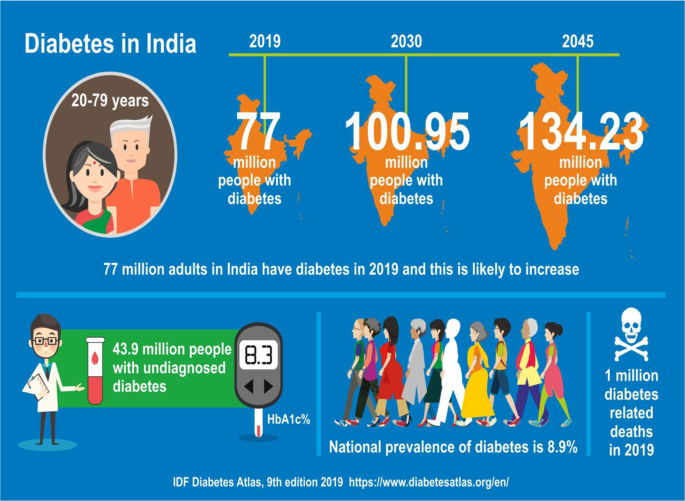 Diabetes in India
20-79 years
2019
77
million
people with
diabetes
2030
100.95
million
people with
diabetes
2045
134.23
million
people with
diabetes
77 million adults in India have diabetes in 2019 and this is likely to increase
43.9 million people
with undiagnosed
diabetes
8.3
HbA1c%
National prevalence of diabetes is 8.9%
1 million
diabetes
related
deaths
in 2019
IDF Diabetes Atlas, 9th edition 2019 https://www.diabetesatlas.org/en/